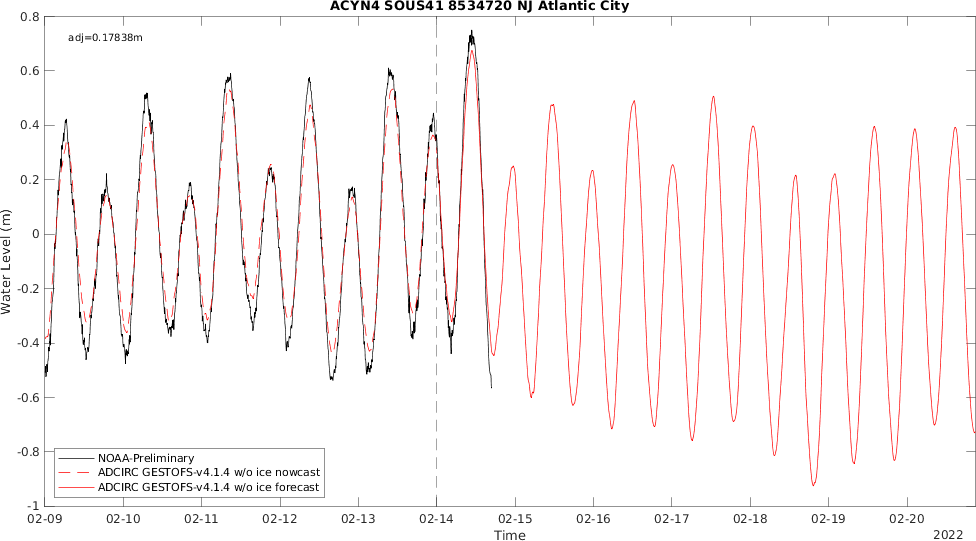 ACYN4 SOUS41 8534720 NJ Atlantic City
adj=0.17838m
0.8
0.6
0.4
0.2
0
-0.2
-0.4
-0.6
-0.8
-1
Water Level (m)
NOAA-Preliminary
ADCIRC GESTOFS-v4.1.4 w/o ice nowcast
ADCIRC GESTOFS-v4.1.4 w/o ice forecast
02-09 02-10 02-11 02-12 02-13 02-14 02-15 02-16 02-17 02-18 02-19 02-20
Time
2022